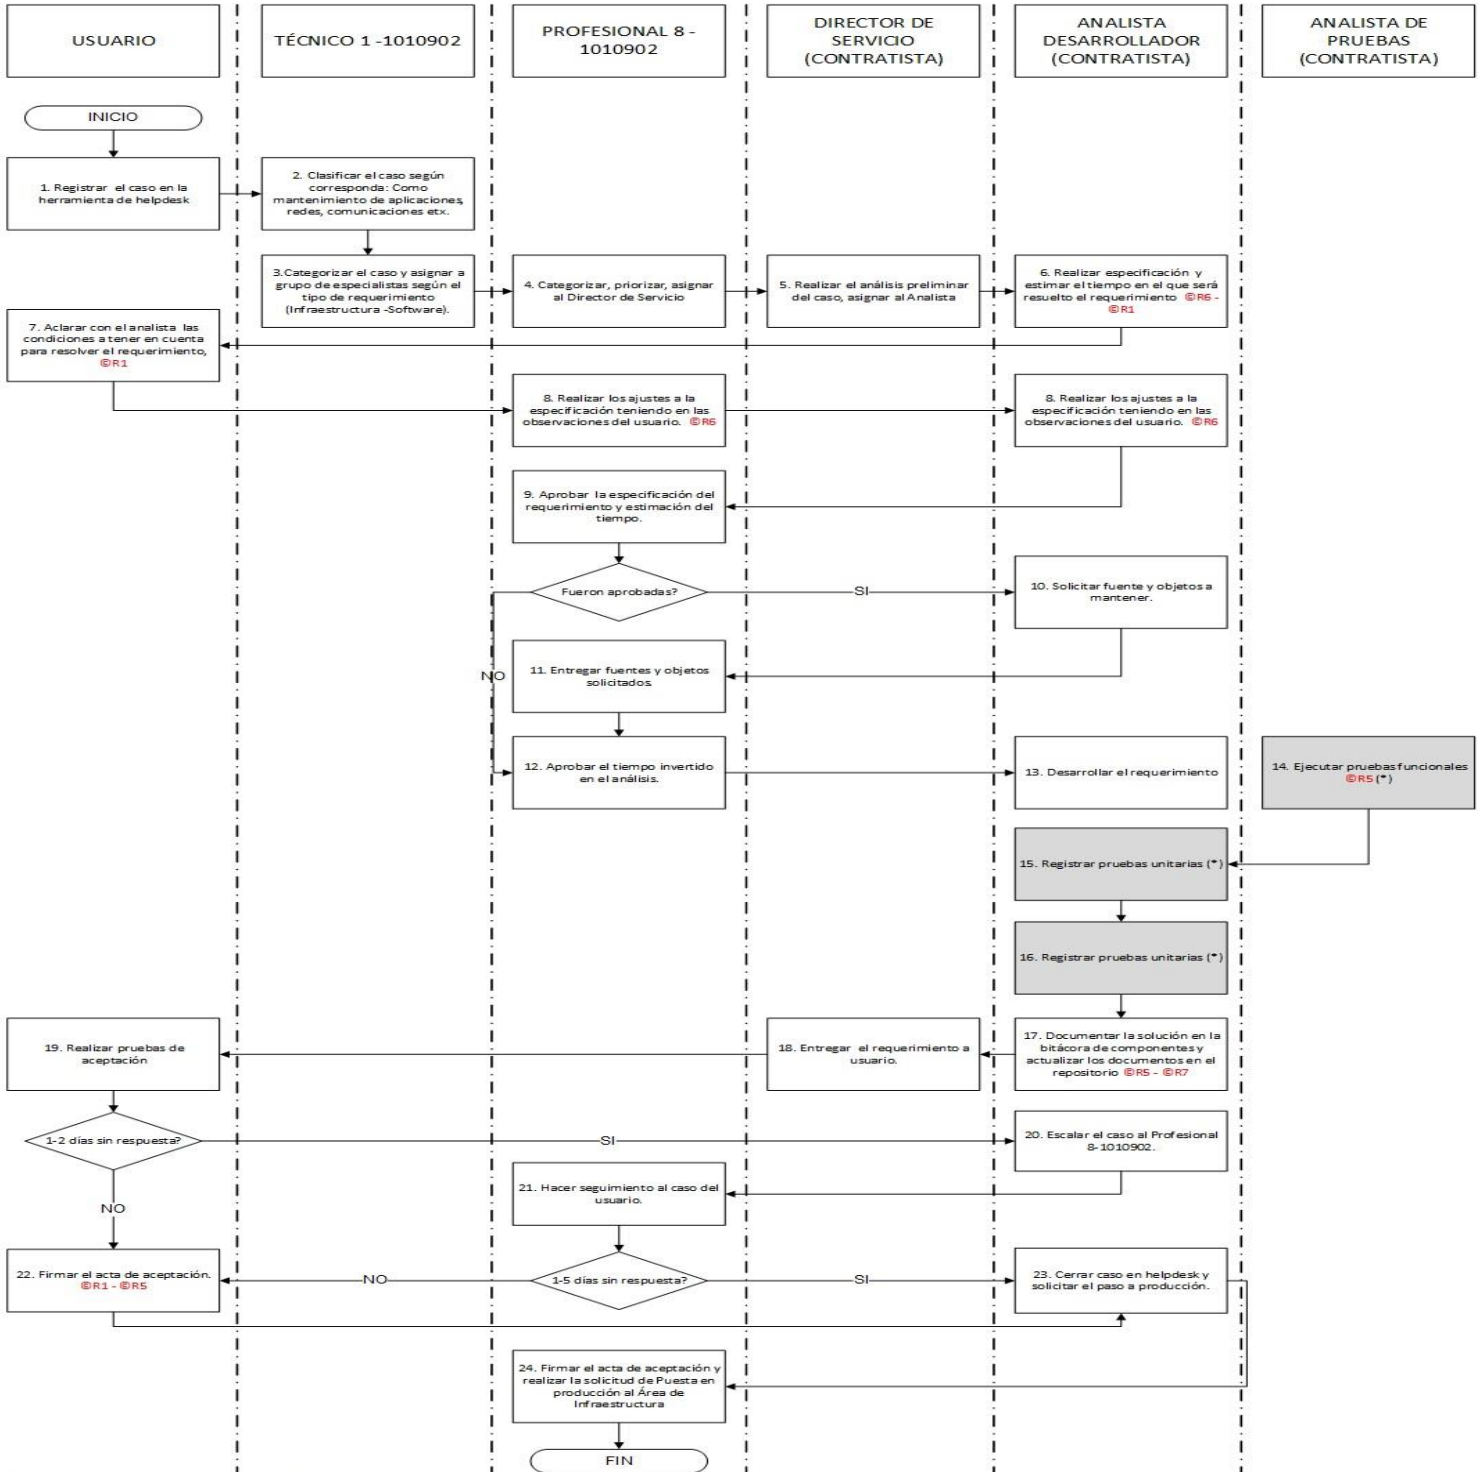 USUARIO
TÉCNICO 1 -1010902
PROFESIONAL 8 -
1010902
DIRECTOR DE
SERVICIO
(CONTRATISTA)
ANALISTA
DESARROLLADOR
(CONTRATISTA)
ANALISTA DE
PRUEBAS
(CONTRATISTA)
INICIO
1. Registrar el caso en la
herramienta de helpdesk
2. Clasificar el caso según
corresponda: Como
mantenimiento de aplicaciones,
redes, comunicaciones etx.
3.Categorizar el caso y asignar a
grupo de especialistas según el
tipo de requerimiento
(Infraestructura -Software).
4. Categorizar, priorizar, asignar
al Director de Servicio
5. Realizar el análisis preliminar
del caso, asignar al Analista
6. Realizar especificación y
estimar el tiempo en el que será
resuelto el requerimiento ©R6 -
©R1
7. Aclarar con el analista las
condiciones a tener en cuenta
para resolver el requerimiento,
©R1
8. Realizar los ajustes a la
especificación teniendo en las
observaciones del usuario. ©R6
8. Realizar los ajustes a la
especificación teniendo en las
observaciones del usuario. ©R6
9. Aprobar la especificación del
requerimiento y estimación del
tiempo.
Fueron aprobadas?
SI
10. Solicitar fuente y objetos a
mantener.
NO
11. Entregar fuentes y objetos
solicitados.
12. Aprobar el tiempo invertido
en el análisis.
13. Desarrollar el requerimiento
14. Ejecutar pruebas funcionales
©R5 (*)
15. Registrar pruebas unitarias (*)
16. Registrar pruebas unitarias (*)
17. Documentar la solución en la
bitácora de componentes y
actualizar los documentos en el
repositorio ©R5 - ©R7
18. Entregar el requerimiento a
usuario.
19. Realizar pruebas de
aceptación
1-2 días sin respuesta?
SI
20. Escalar el caso al Profesional
8-1010902.
NO
21. Hacer seguimiento al caso del
usuario.
22. Firmar el acta de aceptación.
©R1 - ©R5
NO
1-5 días sin respuesta?
SI
23. Cerrar caso en helpdesk y
solicitar el paso a producción.
24. Firmar el acta de aceptación y
realizar la solicitud de Puesta en
producción al Área de
Infraestructura
FIN